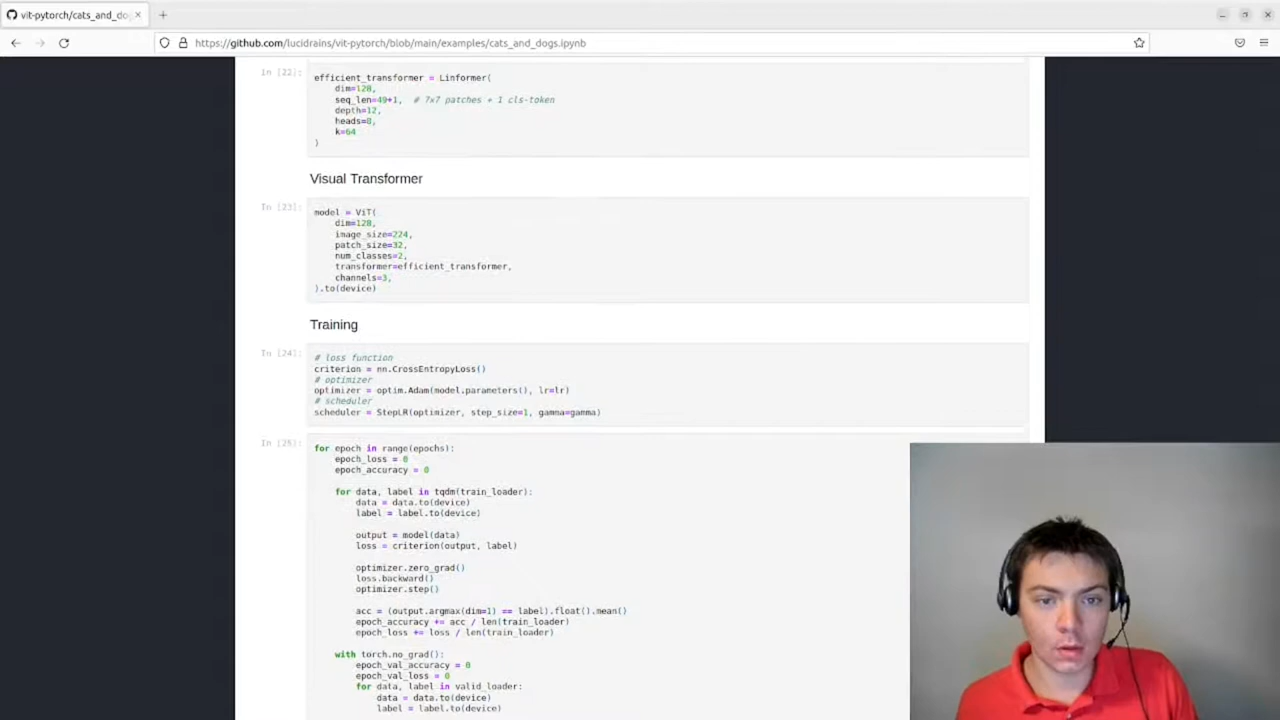 vit-pytorch/cats_and_do
https://github.com/lucidrains/vit-pytorch/blob/main/examples/cats_and_dogs.ipynb
In [22]:
efficient_transformer = Linformer(
dim=128,
seq_len=49+1, # 7x7 patches + 1 cls-token
depth=12,
heads=8,
k=64
)
Visual Transformer
In [23]:
model = ViT(
dim=128,
image_size=224,
patch_size=32,
num_classes=2,
transformer=efficient_transformer,
channels=3,
).to(device)
Training
In [24]:
# loss function
criterion = nn.CrossEntropyLoss()
# optimizer
optimizer = optim.Adam(model.parameters(), lr=lr)
# scheduler
scheduler = StepLR(optimizer, step_size=1, gamma=gamma)
In [25]:
for epoch in range(epochs):
epoch_loss = 0
epoch_accuracy = 0
for data, label in tqdm(train_loader):
data = data.to(device)
label = label.to(device)
output = model(data)
loss = criterion(output, label)
optimizer.zero_grad()
loss.backward()
optimizer.step()
acc = (output.argmax(dim=1) == label).float().mean()
epoch_accuracy += acc / len(train_loader)
epoch_loss += loss / len(train_loader)
with torch.no_grad():
epoch_val_accuracy = 0
epoch_val_loss = 0
for data, label in valid_loader:
data = data.to(device)
label = label.to(device)